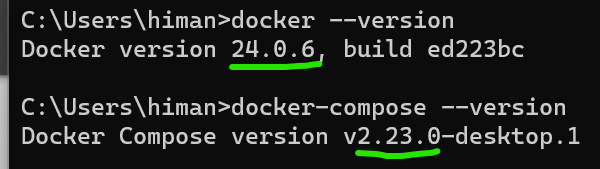 C:\Users\himan>docker --version
Docker version 24.0.6, build ed223bc
C:\Users\himan>docker-compose --version
Docker Compose version v2.23.0-desktop.1